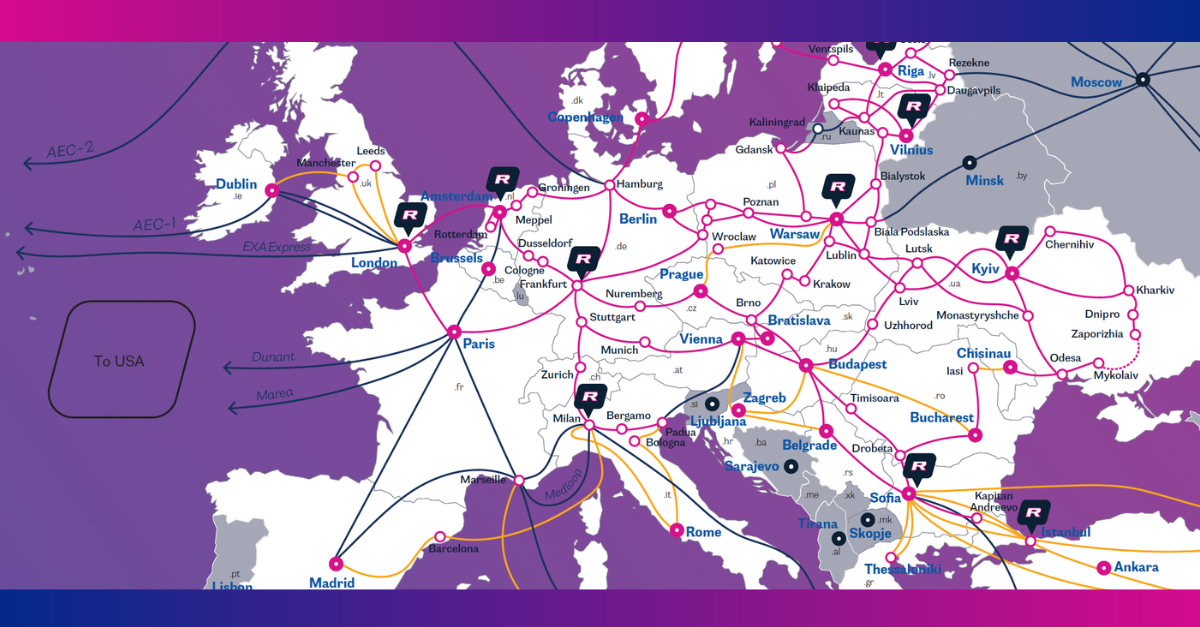 Ventspils
Riga
.lv
Rezekne
Moscow
Klaipeda
.lt
Daugavpils
.dk
Copenhagen
Kaliningrad
.ru
Kaunas
R
Vilnius
AEC-2
Leeds
Manchester
.uk
Gdansk
Dublin
.ie
R
Amsterdam
.nl
Groningen
Hamburg
.pl
R
Bialystok
Minsk
.by
AEC-1
R
Meppel
Rotterdam
Berlin
Poznan
Warsaw
Biala Podslaska
R
Chernihiv
EXA Express
London
Brussels
.be
Dusseldorf
Cologne
.de
R
Wroclaw
Lublin
Lutsk
Kyiv
Frankfurt
.lu
Prague
Katowice
Krakow
.ua
Kharkiv
Nuremberg
.cz
Brno
Lviv
Monastyryshche
Dnipro
Stuttgart
Bratislava
.sk
Uzhhorod
Zaporizhia
Paris
Munich
Vienna
.hu
Chisinau
To USA
Dunant
Zurich
.ch
.at
Budapest
Iasi
Odesa
Mykolaiv
Marea
.fr
R
Milan
Bergamo
.si
Zagreb
Ljubljana
Timisoara
.ro
Bucharest
Padua
Bologna
.hr
.ba
Belgrade
Drobeta
Marseille
Medloop
Sarajevo
.rs
R
.it
.me
.xk
Sofia
Kapitan
Andreevo
R
Rome
Tirana
.mk
Skopje
Istanbul
Barcelona
.al
.pt
Lisbon
Madrid
Thessaloniki
.gr
Ankara